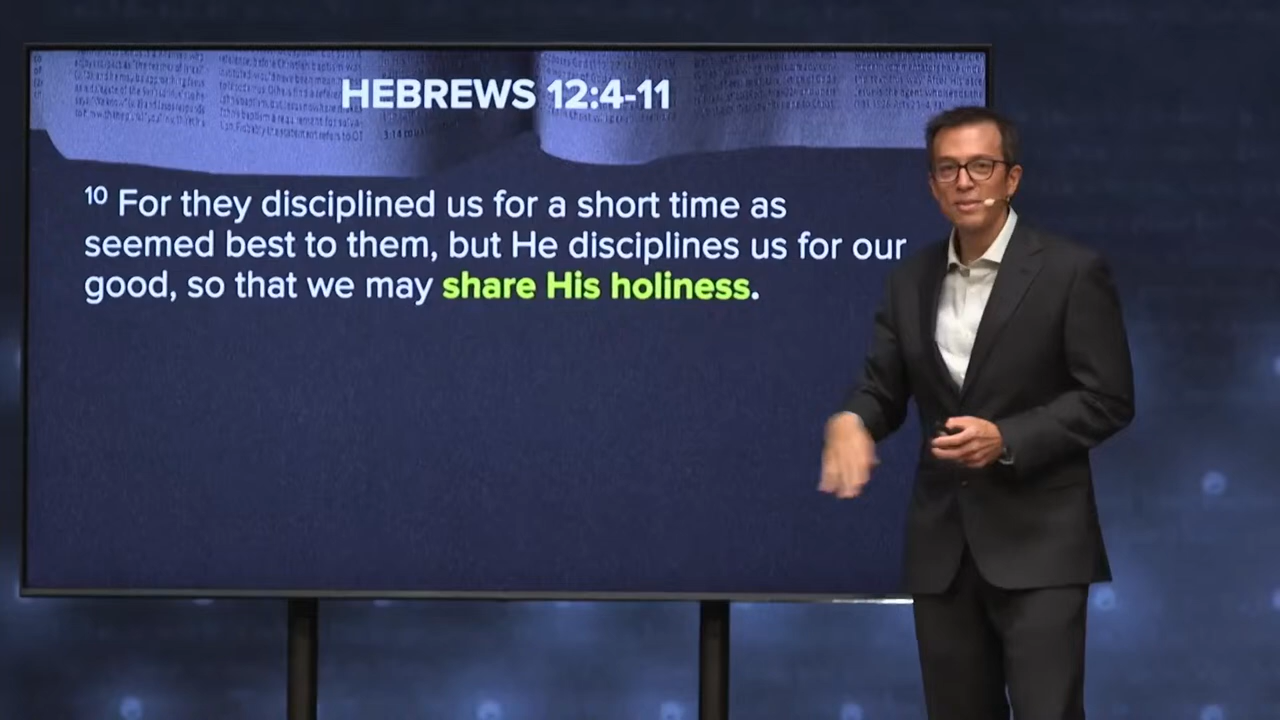 HEBREWS 12:4-11
10 For they disciplined us for a short time as
seemed best to them, but He disciplines us for our
good, so that we may share His holiness.